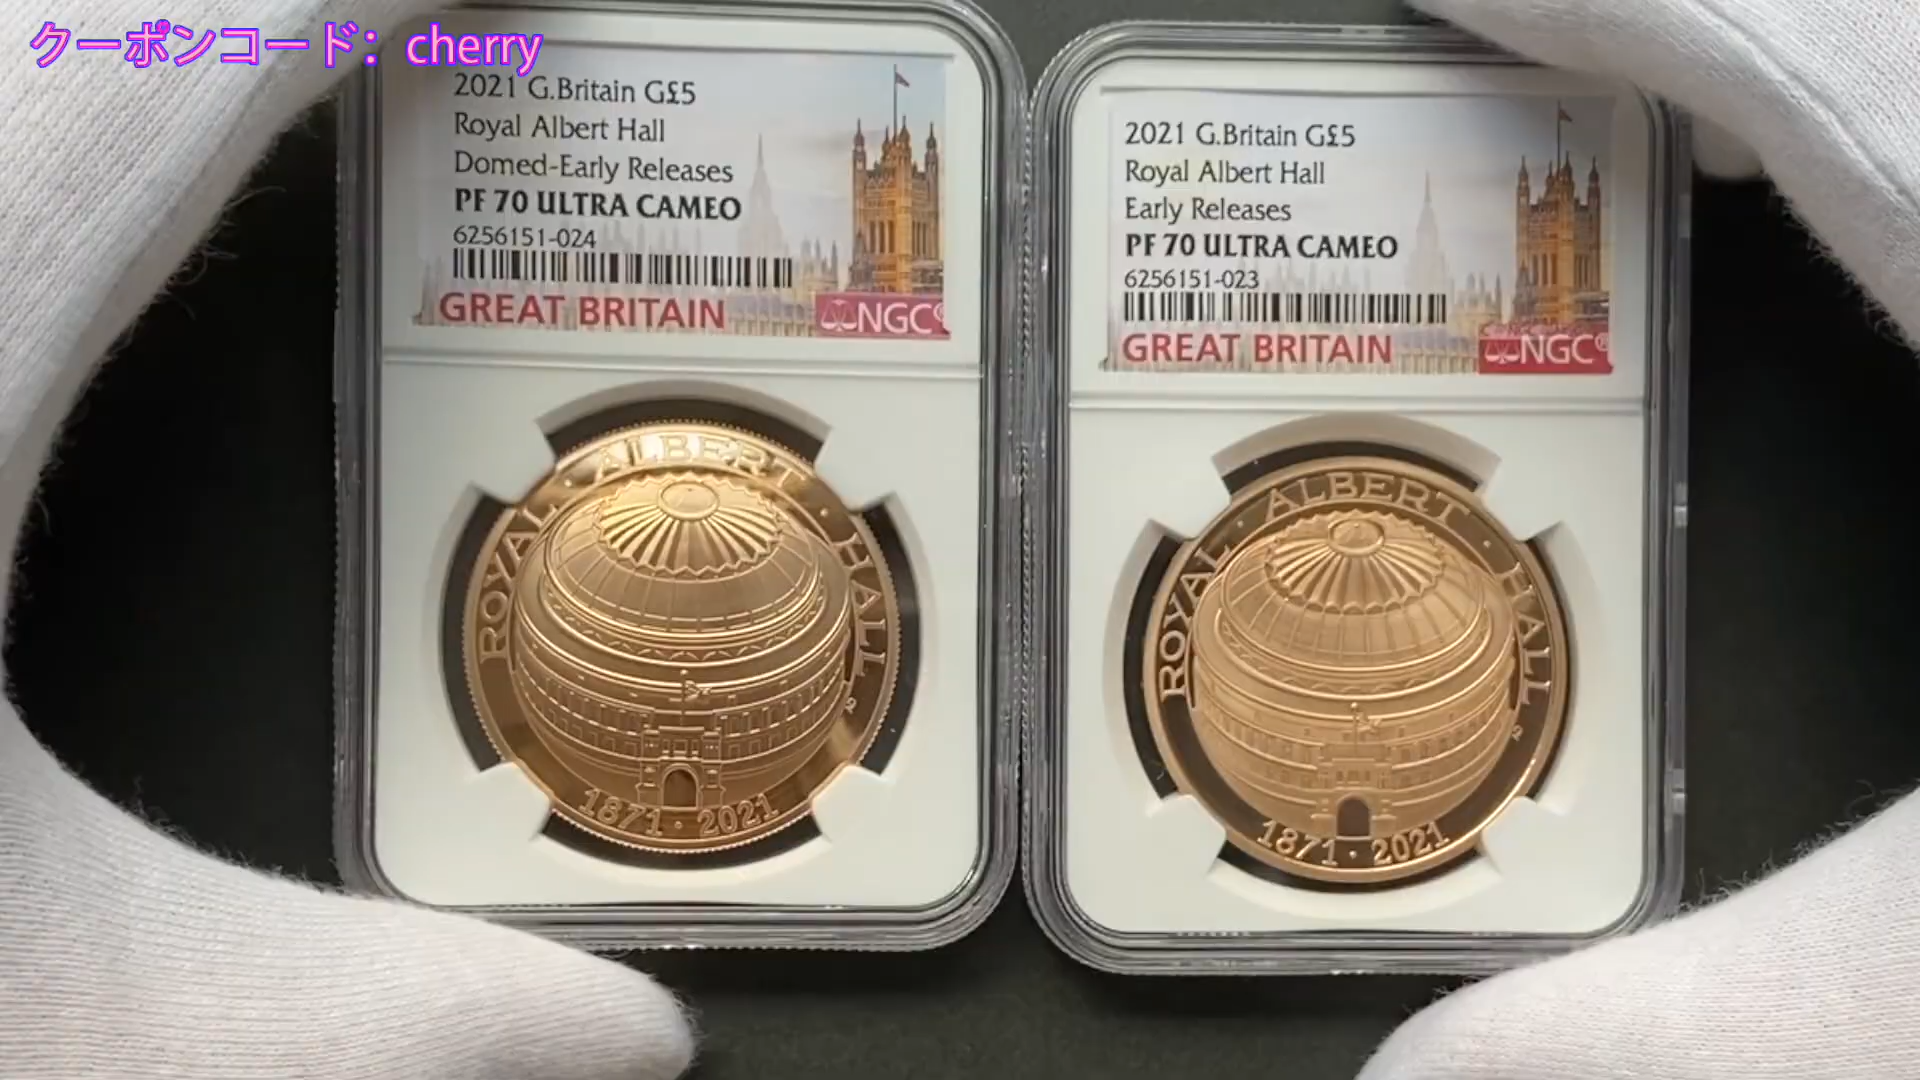 クーポンコード：cherry
2021 G.Britain G£5
Royal Albert Hall
Domed-Early Releases
PF 70 ULTRA CAMEO
6256151-024
GREAT BRITAIN
NGC
ROYAL · ALBERT · HALL
1871 · 2021
2021 G.Britain G£5
Royal Albert Hall
Early Releases
PF 70 ULTRA CAMEO
6256151-023
GREAT BRITAIN
NGC®
ROYAL · ALBERT · HALL
1871 · 2021